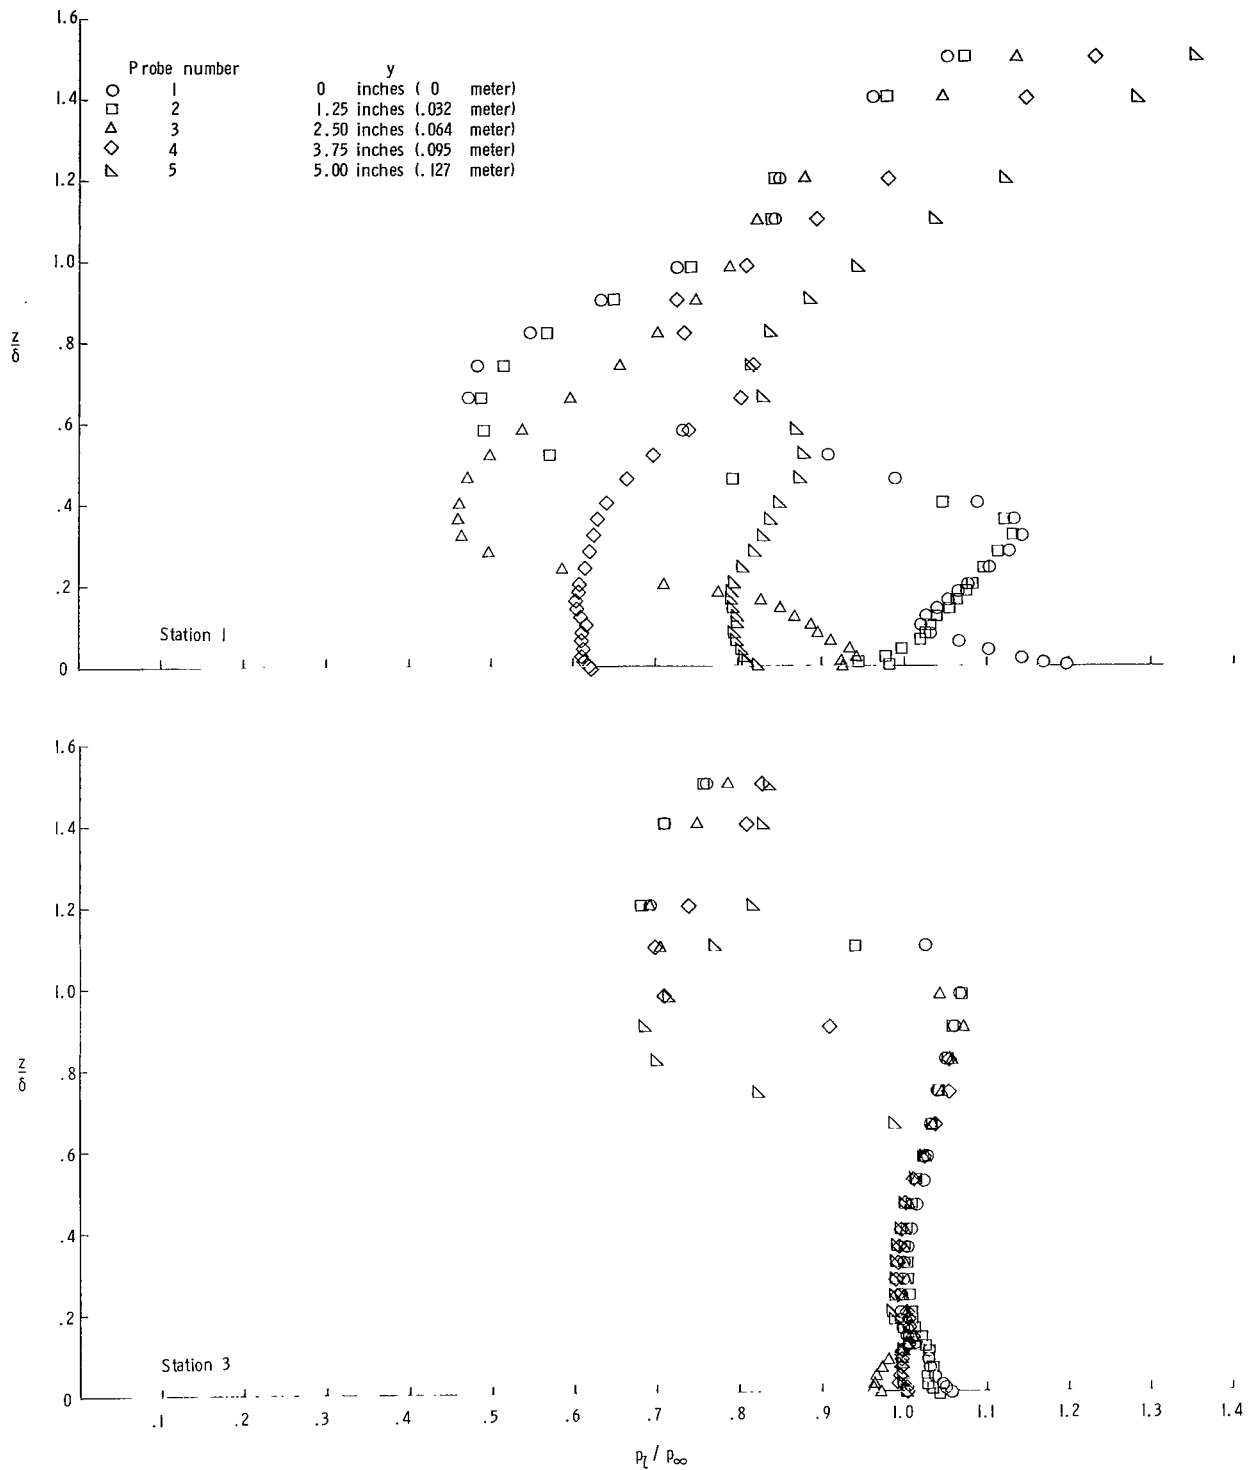 1.6
Probe number y
1 0 inches ( 0 meter)
1.4
2 1.25 inches (.032 meter)
3 2.50 inches (.064 meter)
4 3.75 inches (.095 meter)
5 5.00 inches (.127 meter)
1.2
1.0
z/δ
.8
.6
.4
.2
Station 1
0
1.6
1.4
1.2
1.0
z/δ
.8
.6
.4
.2
Station 3
0
.1 .2 .3 .4 .5 .6 .7 .8 .9 1.0 1.1 1.2 1.3 1.4
p_l / p_∞